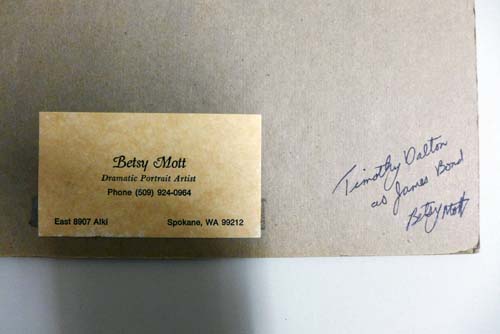 Betsy Mott
Dramatic Portrait Artist
Phone (509) 924-0964
East 8907 Alki Spokane, WA 99212
Timothy Dalton
as James Bond
Betsy Mott